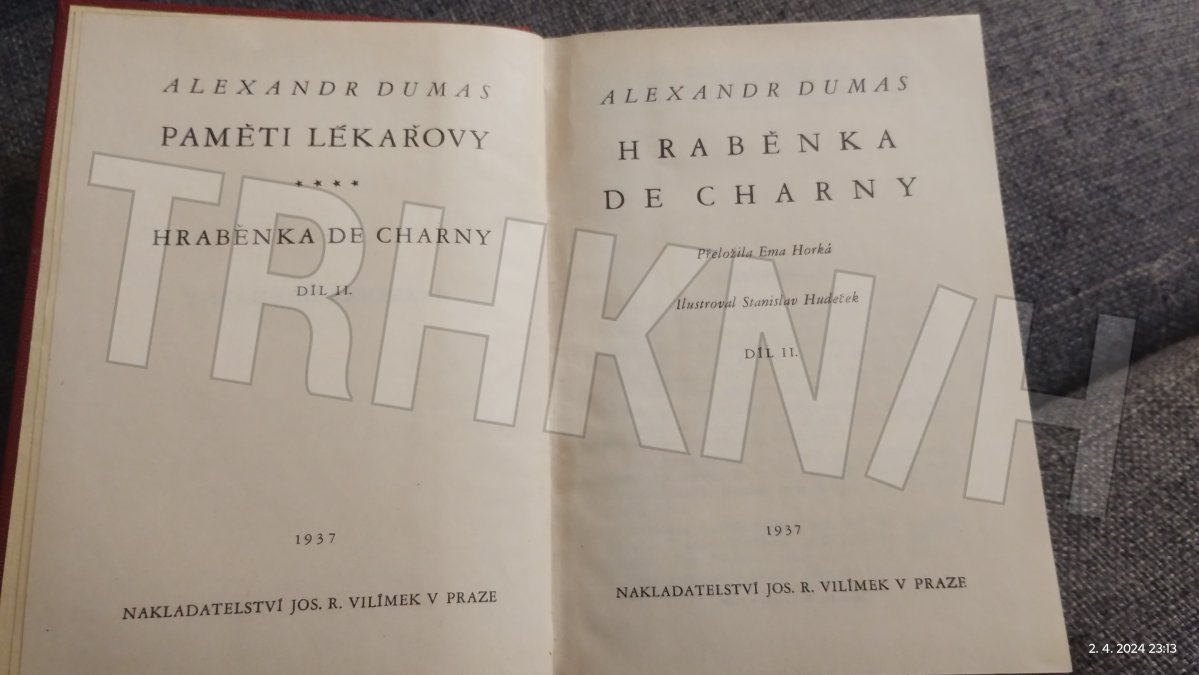 ALEXANDR DUMAS
PAMĚTI LÉKAŘOVY
★ ★ ★ ★
HRABĚNKA DE CHARNY
DÍL II.
1937
NAKLADATELSTVÍ JOS. R. VILÍMEK V PRAZE
ALEXANDR DUMAS
HRABĚNKA
DE CHARNY
Přeložila Ema Horká
Ilustroval Stanislav Hudeček
DÍL II.
1937
NAKLADATELSTVÍ JOS. R. VILÍMEK V PRAZE
TRHKNIH
2. 4. 2024 23:13